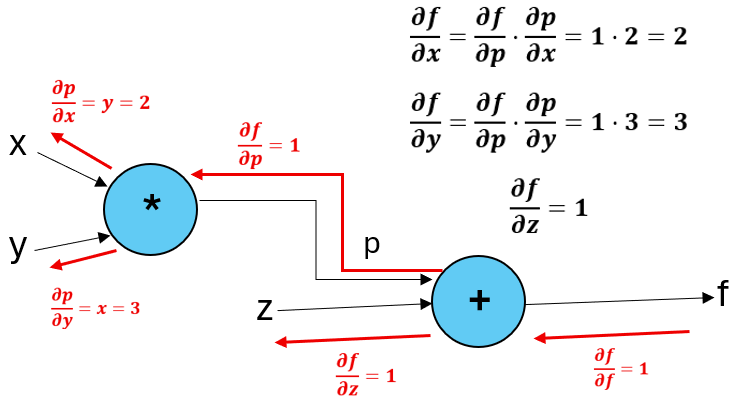 ∂f/∂x = ∂f/∂p · ∂p/∂x = 1 · 2 = 2
∂p/∂x = y = 2
∂f/∂y = ∂f/∂p · ∂p/∂y = 1 · 3 = 3
∂f/∂p = 1
x
*
∂f/∂z = 1
y
p
∂p/∂y = x = 3
z
+
f
∂f/∂z = 1
∂f/∂f = 1